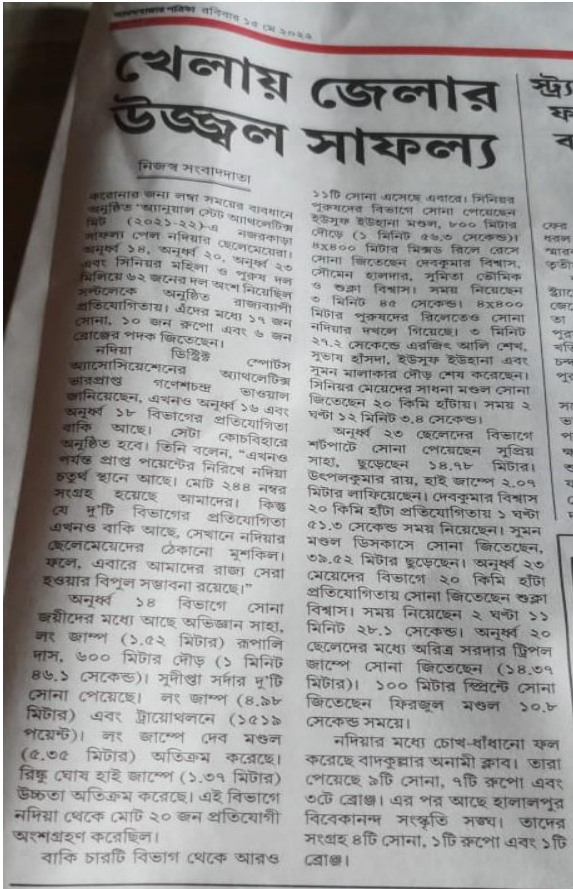 আনন্দবাজার পত্রিকা রবিবার ১৫ মে ২০২২
খেলায় জেলার
উজ্জ্বল সাফল্য
নিজস্ব সংবাদদাতা
করোনার জন্য লম্বা সময়ের ব্যবধানে
অনুষ্ঠিত 'অ্যানুয়াল স্টেট অ্যাথলেটিক্স
মিট (২০২১-২২)-এ নজরকাড়া
সাফল্য পেল নদিয়ার ছেলেমেয়েরা।
অনূর্ধ্ব ১৪, অনূর্ধ্ব ২০, অনূর্ধ্ব ২৩
এবং সিনিয়র মহিলা ও পুরুষ দল
মিলিয়ে ৬২ জনের দল অংশ নিয়েছিল
সল্টলেকে অনুষ্ঠিত রাজ্যব্যাপী
প্রতিযোগিতায়। এঁদের মধ্যে ১৭ জন
সোনা, ১০ জন রুপো এবং ৬ জন
ব্রোঞ্জের পদক জিতেছেন।
নদিয়া ডিস্ট্রিক্ট স্পোর্টস
অ্যাসোসিয়েশনের অ্যাথলেটিক্স
ভারপ্রাপ্ত গণেশচন্দ্র ভাওয়াল
জানিয়েছেন, এখনও অনূর্ধ্ব ১৬ এবং
অনূর্ধ্ব ১৮ বিভাগের প্রতিযোগিতা
বাকি আছে। সেটা কোচবিহারে
অনুষ্ঠিত হবে। তিনি বলেন, "এখনও
পর্যন্ত প্রাপ্ত পয়েন্টের নিরিখে নদিয়া
চতুর্থ স্থানে আছে। মোট ২৪৪ নম্বর
সংগ্রহ হয়েছে আমাদের। কিন্তু
যে দু'টি বিভাগের প্রতিযোগিতা
এখনও বাকি আছে, সেখানে নদিয়ার
ছেলেমেয়েদের ঠেকানো মুশকিল।
ফলে, এবারে আমাদের রাজ্য সেরা
হওয়ার বিপুল সম্ভাবনা রয়েছে।"
অনূর্ধ্ব ১৪ বিভাগে সোনা
জয়ীদের মধ্যে আছে অভিজ্ঞান সাহা,
লং জাম্প (১.৫২ মিটার) রূপালি
দাস, ৬০০ মিটার দৌড় (১ মিনিট
৪৬.১ সেকেন্ড)। সুদীপ্তা সর্দার দু'টি
সোনা পেয়েছে। লং জাম্প (৪.৯৮
মিটার) এবং ট্রায়োথলনে (১৫১৯
পয়েন্ট)। লং জাম্পে দেব মণ্ডল
(৫.৩৫ মিটার) অতিক্রম করেছে।
রিঙ্কু ঘোষ হাই জাম্পে (১.৩৭ মিটার)
উচ্চতা অতিক্রম করেছে। এই বিভাগে
নদিয়া থেকে মোট ২০ জন প্রতিযোগী
অংশগ্রহণ করেছিল।
বাকি চারটি বিভাগ থেকে আরও
১১টি সোনা এসেছে এবারে। সিনিয়র
পুরুষদের বিভাগে সোনা পেয়েছেন
ইউসুফ ইউহানা মণ্ডল, ৮০০ মিটার
দৌড়ে (১ মিনিট ৫৬.৩ সেকেন্ড)।
৪X৪০০ মিটার মিক্সড রিলে রেসে
সোনা জিতেছেন দেবকুমার বিশ্বাস,
সৌমেন হালদার, সুমিতা ভৌমিক
ও শুক্লা বিশ্বাস। সময় নিয়েছেন
৩ মিনিট ৪৫ সেকেন্ড। ৪X৪০০
মিটার পুরুষদের রিলেতেও সোনা
নদিয়ার দখলে গিয়েছে। ৩ মিনিট
২৭.২ সেকেন্ডে এরজিৎ আলি শেখ,
সুভাষ হাঁসদা, ইউসুফ ইউহানা এবং
সুমন মালাকার দৌড় শেষ করেছেন।
সিনিয়র মেয়েদের সাধনা মণ্ডল সোনা
জিতেছেন ২০ কিমি হাঁটায়। সময় ২
ঘণ্টা ১২ মিনিট ৩.৪ সেকেন্ড।
অনূর্ধ্ব ২৩ ছেলেদের বিভাগে
শটপাটে সোনা পেয়েছেন সুপ্রিয়
সাহা, ছুড়েছেন ১৪.৭৮ মিটার।
উৎপলকুমার রায়, হাই জাম্পে ২.০৭
মিটার লাফিয়েছেন। দেবকুমার বিশ্বাস
২০ কিমি হাঁটা প্রতিযোগিতায় ১ ঘণ্টা
৫১.৩ সেকেন্ড সময় নিয়েছেন। সুমন
মণ্ডল ডিসকাসে সোনা জিতেছেন,
৩৯.৫২ মিটার ছুড়েছেন। অনূর্ধ্ব ২৩
মেয়েদের বিভাগে ২০ কিমি হাঁটা
প্রতিযোগিতায় সোনা জিতেছেন শুক্লা
বিশ্বাস। সময় নিয়েছেন ২ ঘণ্টা ১১
মিনিট ২৮.১ সেকেন্ড। অনূর্ধ্ব ২০
ছেলেদের মধ্যে অরিত্র সরদার ট্রিপল
জাম্পে সোনা জিতেছেন (১৪.৩৭
মিটার)। ১০০ মিটার স্প্রিন্টে সোনা
জিতেছেন ফিরজুল মণ্ডল ১০.৮
সেকেন্ড সময়ে।
নদিয়ার মধ্যে চোখ-ধাঁধানো ফল
করেছে বাদকুল্লার অনামী ক্লাব। তারা
পেয়েছে ৯টি সোনা, ৭টি রুপো এবং
৩টে ব্রোঞ্জ। এর পর আছে হালালপুর
বিবেকানন্দ সংস্কৃতি সঙ্ঘ। তাদের
সংগ্রহ ৪টি সোনা, ১টি রুপো এবং ১টি
ব্রোঞ্জ।